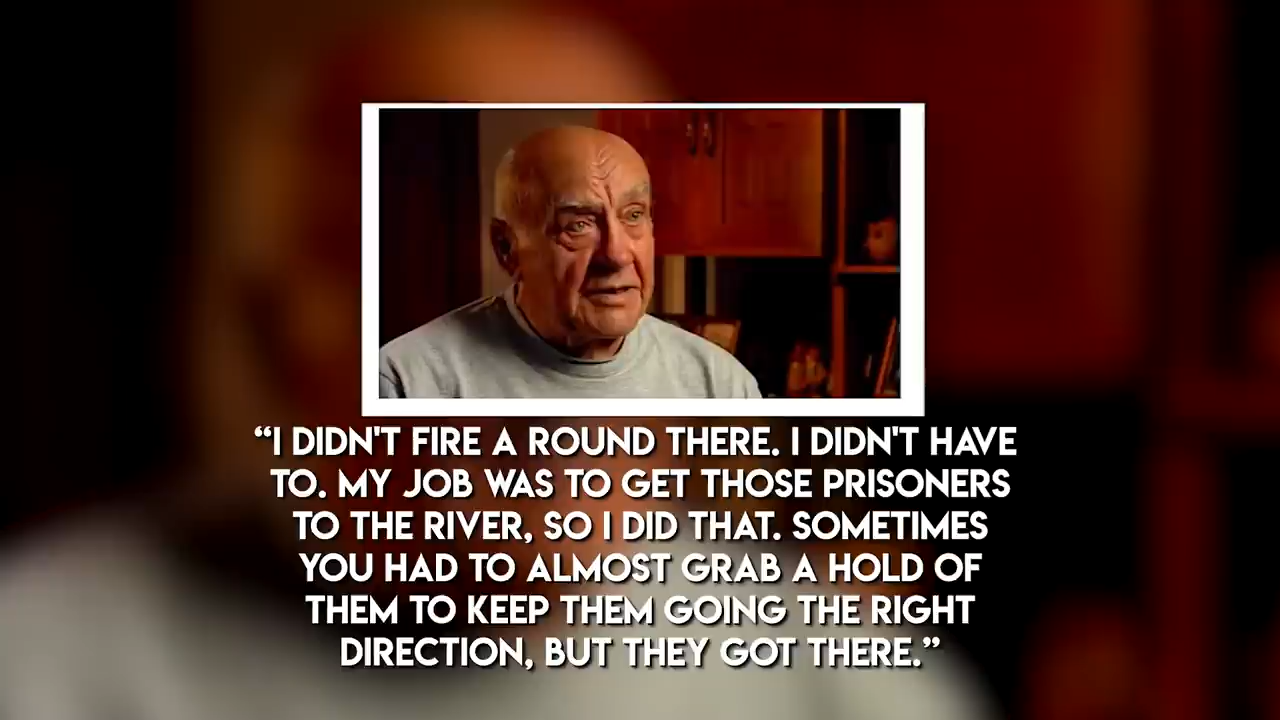 “I DIDN'T FIRE A ROUND THERE. I DIDN'T HAVE
TO. MY JOB WAS TO GET THOSE PRISONERS
TO THE RIVER, SO I DID THAT. SOMETIMES
YOU HAD TO ALMOST GRAB A HOLD OF
THEM TO KEEP THEM GOING THE RIGHT
DIRECTION, BUT THEY GOT THERE.”